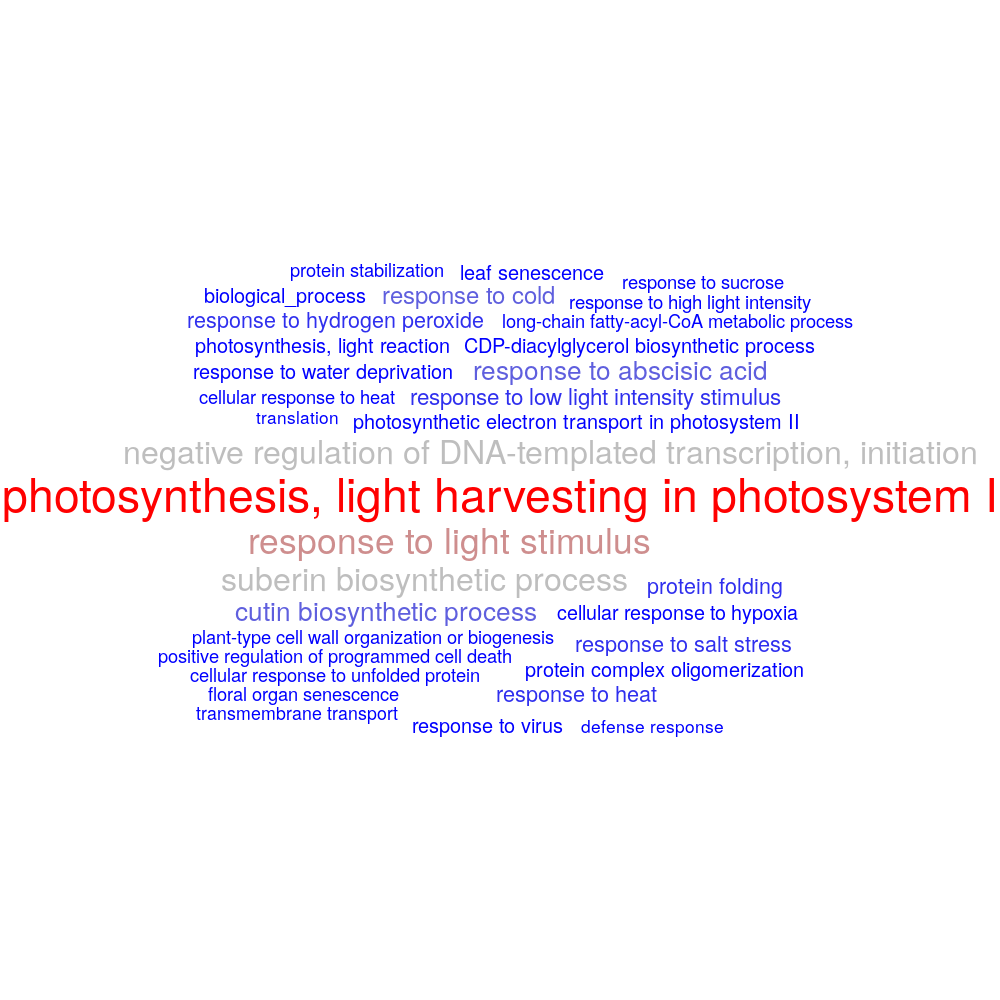 protein stabilization leaf senescence response to sucrose
biological_process response to cold response to high light intensity
response to hydrogen peroxide long-chain fatty-acyl-CoA metabolic process
photosynthesis, light reaction CDP-diacylglycerol biosynthetic process
response to water deprivation response to abscisic acid
cellular response to heat response to low light intensity stimulus
translation photosynthetic electron transport in photosystem II
negative regulation of DNA-templated transcription, initiation
photosynthesis, light harvesting in photosystem I
response to light stimulus
suberin biosynthetic process protein folding
cutin biosynthetic process cellular response to hypoxia
plant-type cell wall organization or biogenesis response to salt stress
positive regulation of programmed cell death
cellular response to unfolded protein protein complex oligomerization
floral organ senescence response to heat
transmembrane transport
response to virus defense response